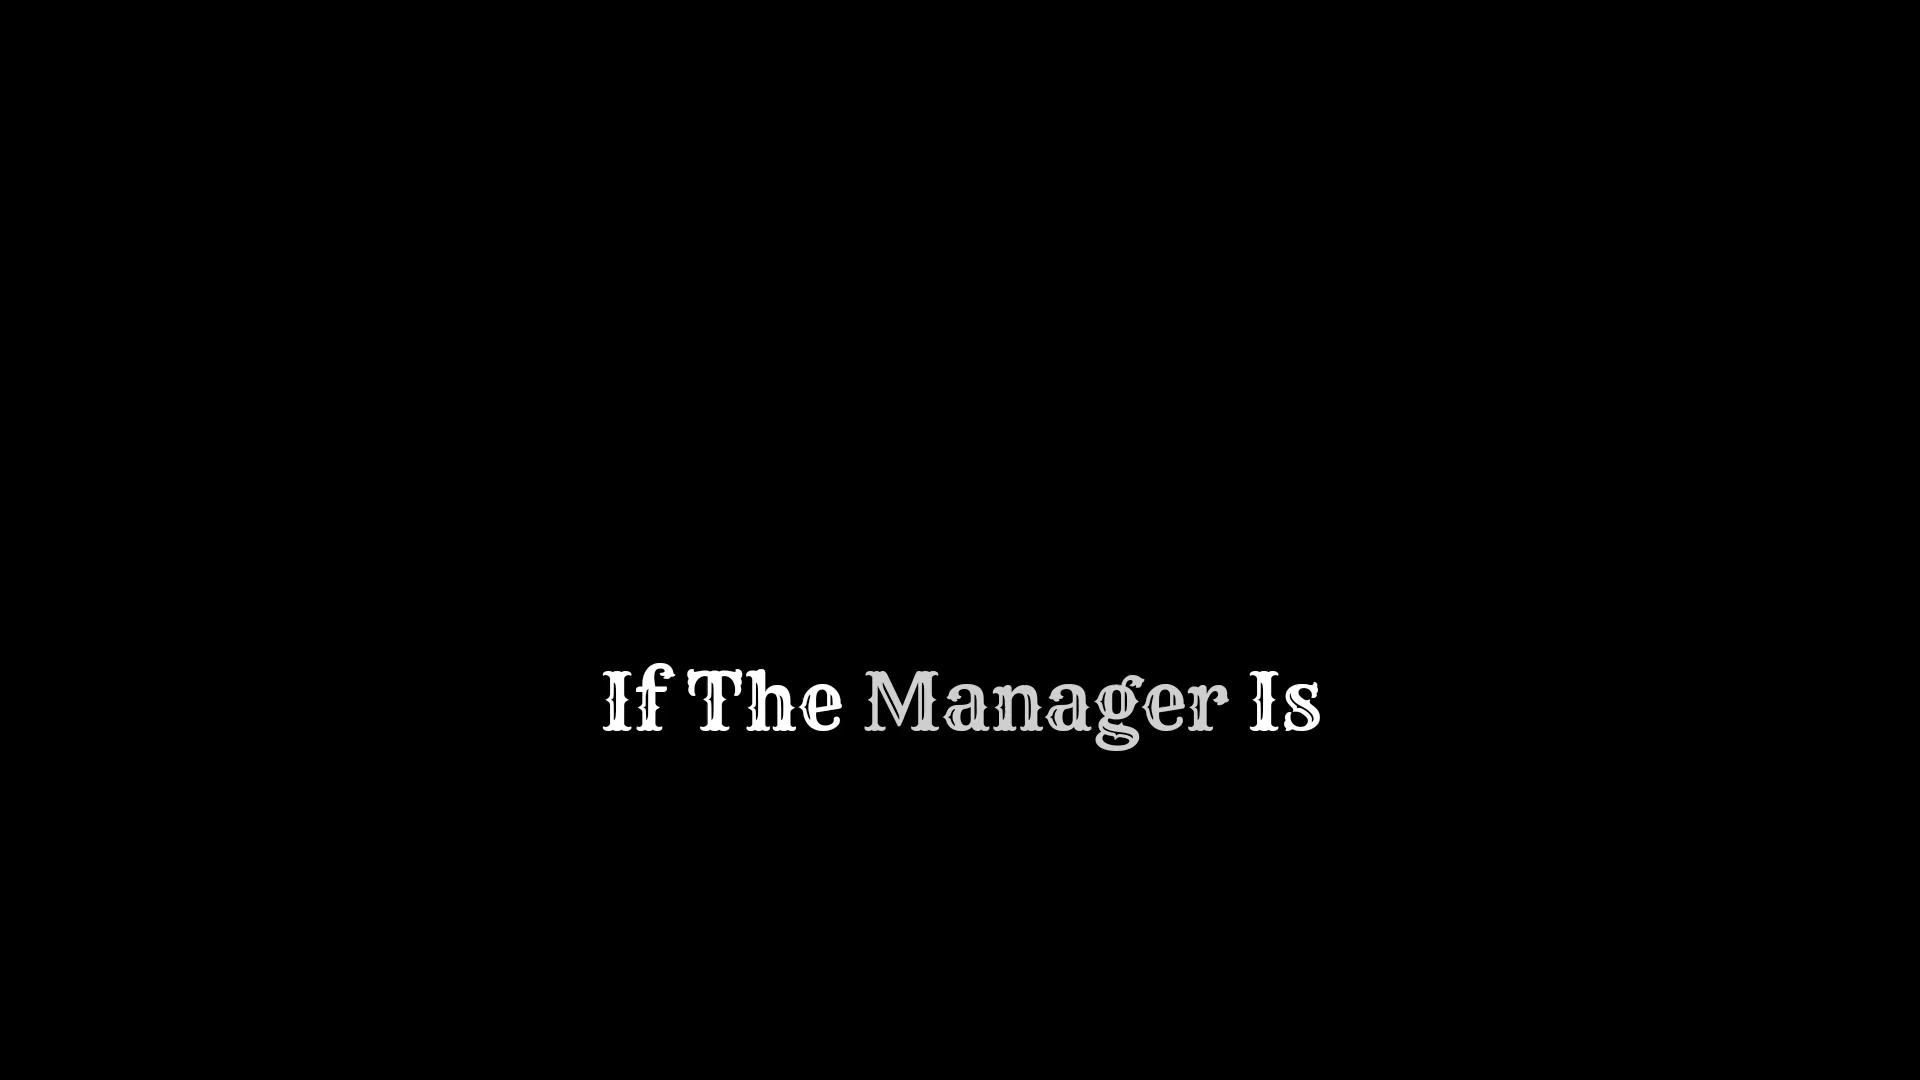 If The Manager Is